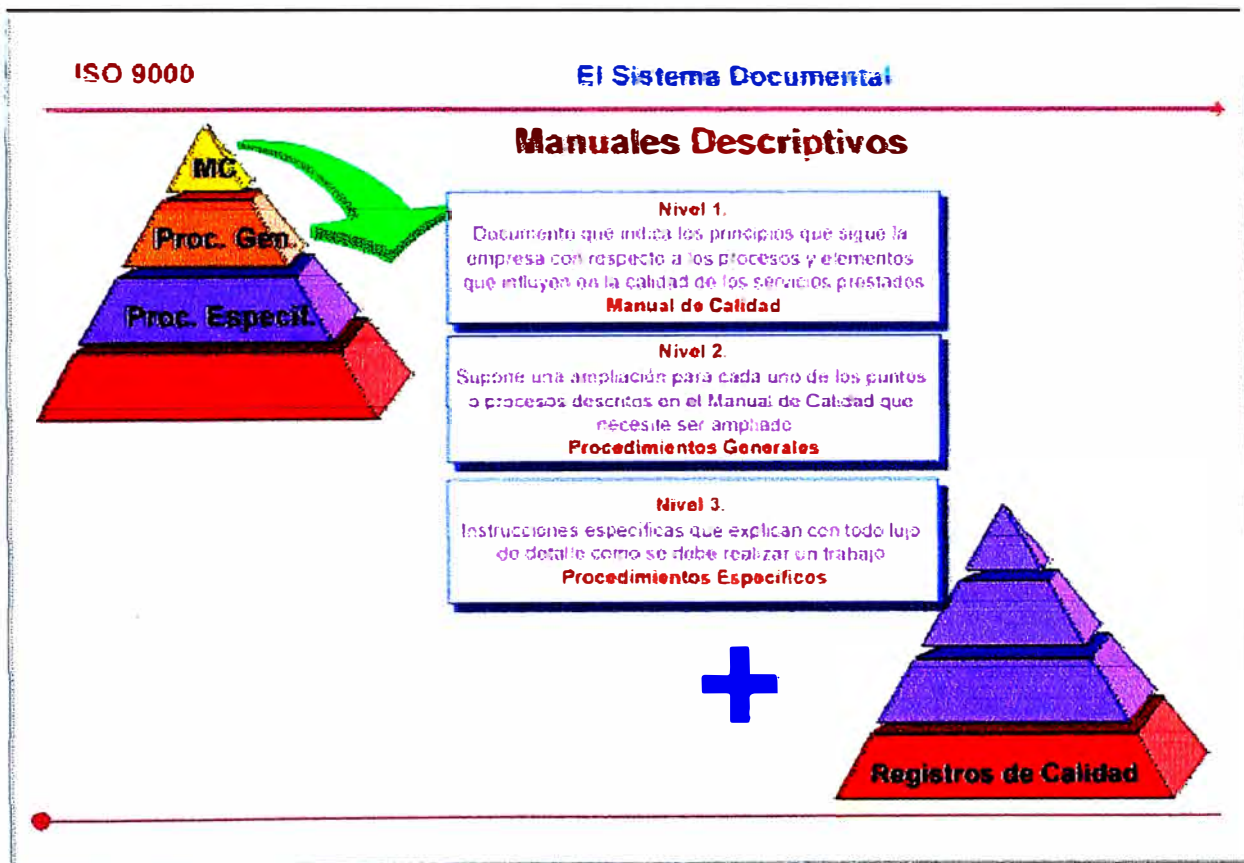 ISO 9000
El Sistema Documental
Manuales Descriptivos
MC
Proc. Gen.
Proc. Especif.
Nivel 1.
Documento que indica los principios que sigue la
empresa con respecto a los procesos y elementos
que influyen en la calidad de los servicios prestados
Manual de Calidad
Nivel 2.
Supone una ampliación para cada uno de los puntos
o procesos descritos en el Manual de Calidad que
necesite ser ampliado
Procedimientos Generales
Nivel 3.
Instrucciones especificas que explican con todo lujo
de detalle como se debe realizar un trabajo
Procedimientos Especificos
Registros de Calidad